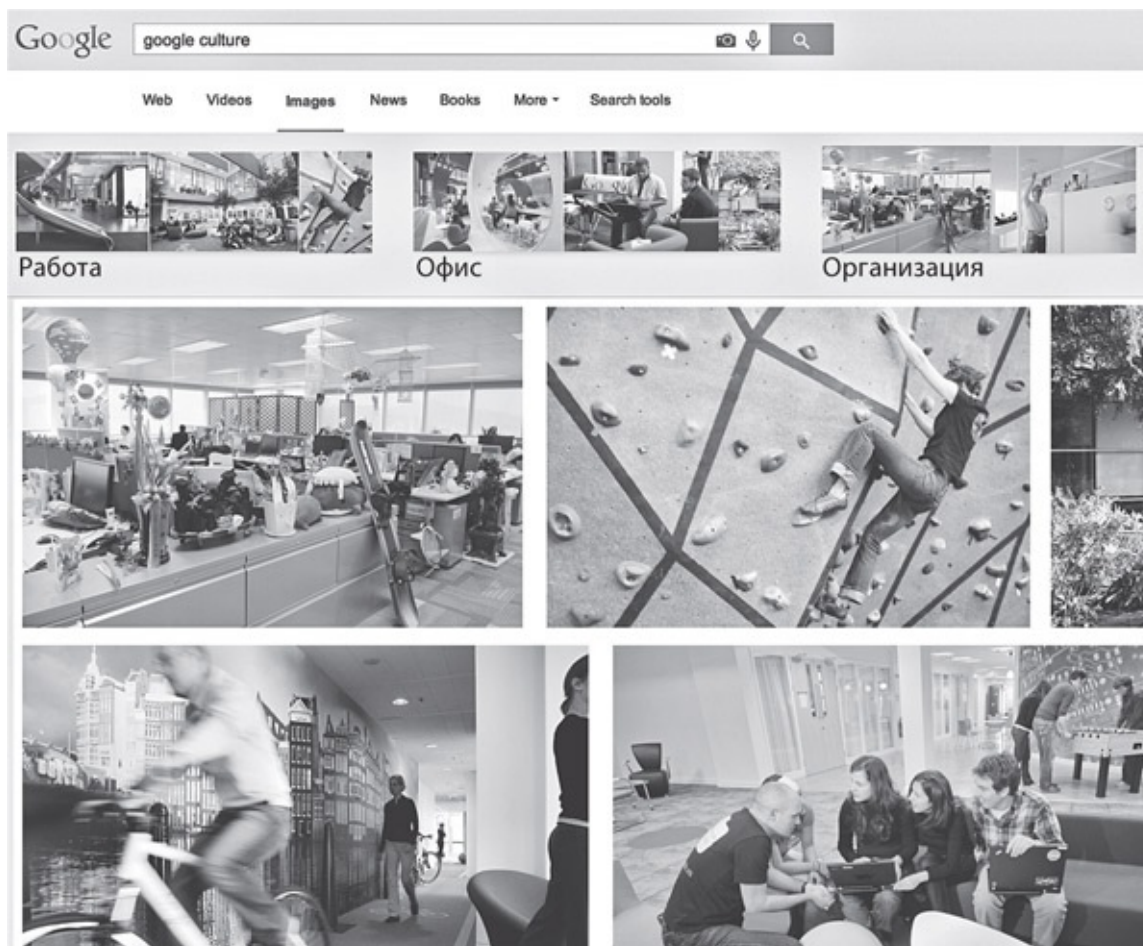 Google google culture
Web Videos Images News Books More Search tools
Работа Офис Организация